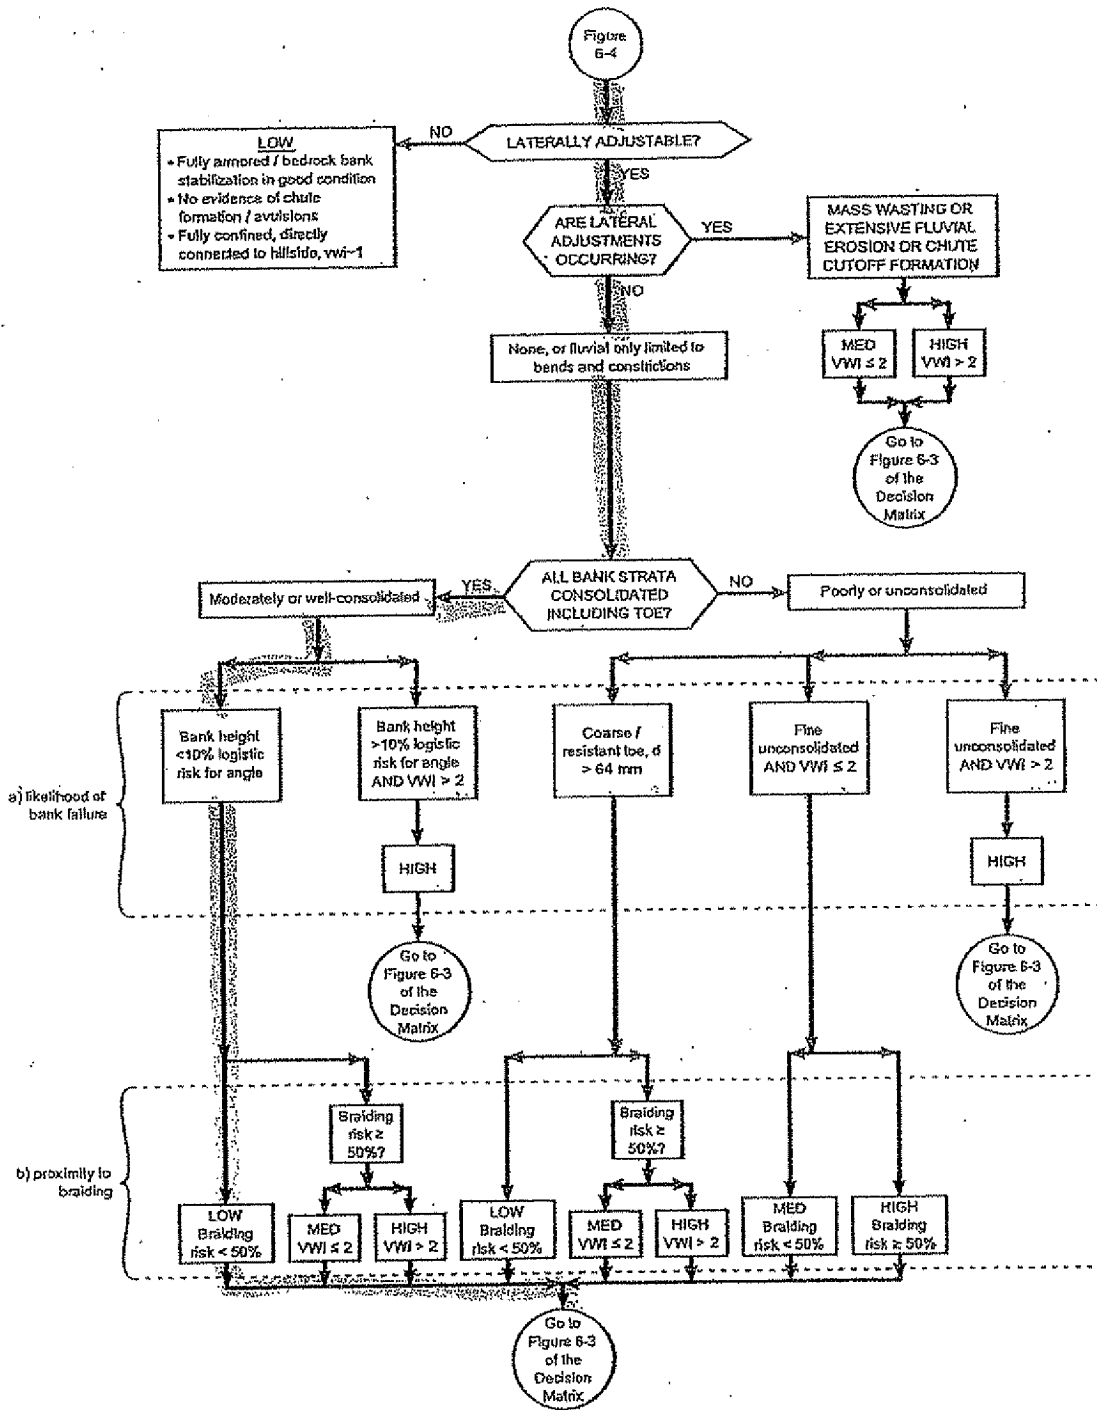 Figure
6-4
LATERALLY ADJUSTABLE?
NO
LOW
• Fully armored / bedrock bank
stabilization in good condition
• No evidence of chute
formation / avulsions
• Fully confined, directly
connected to hillside, vwi~1
YES
ARE LATERAL
ADJUSTMENTS
OCCURRING?
YES
MASS WASTING OR
EXTENSIVE FLUVIAL
EROSION OR CHUTE
CUTOFF FORMATION
NO
None, or fluvial only limited to
bends and constrictions
MED
VWI ≤ 2
HIGH
VWI > 2
Go to
Figure 6-3
of the
Decision
Matrix
ALL BANK STRATA
CONSOLIDATED
INCLUDING TOE?
YES
Moderately or well-consolidated
NO
Poorly or unconsolidated
a) likelihood of
bank failure
Bank height
<10% logistic
risk for angle
Bank height
>10% logistic
risk for angle
AND VWI > 2
Coarse /
resistant toe, d
> 64 mm
Fine
unconsolidated
AND VWI ≤ 2
Fine
unconsolidated
AND VWI > 2
HIGH
HIGH
Go to
Figure 6-3
of the
Decision
Matrix
Go to
Figure 6-3
of the
Decision
Matrix
b) proximity to
braiding
Braiding
risk ≥
50%?
Braiding
risk ≥
50%?
LOW
Braiding
risk < 50%
MED
VWI ≤ 2
HIGH
VWI > 2
LOW
Braiding
risk < 50%
MED
VWI ≤ 2
HIGH
VWI > 2
MED
Braiding
risk < 50%
HIGH
Braiding
risk ≥ 50%
Go to
Figure 6-3
of the
Decision
Matrix